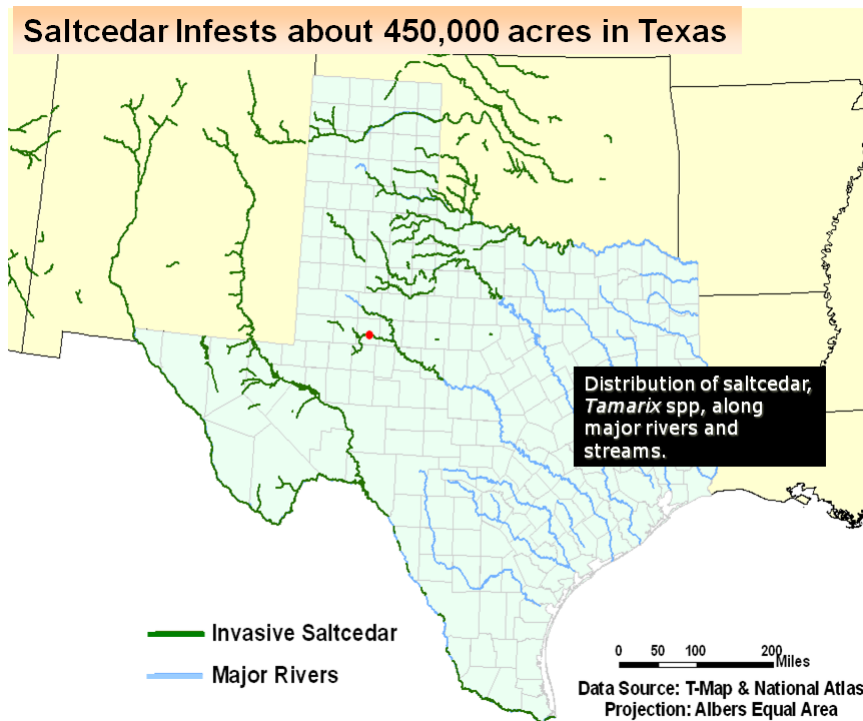 Saltcedar Infests about 450,000 acres in Texas
Distribution of saltcedar,
Tamarix spp, along
major rivers and
streams.
Invasive Saltcedar
Major Rivers
0 50 100 200
Miles
Data Source: T-Map & National Atlas
Projection: Albers Equal Area